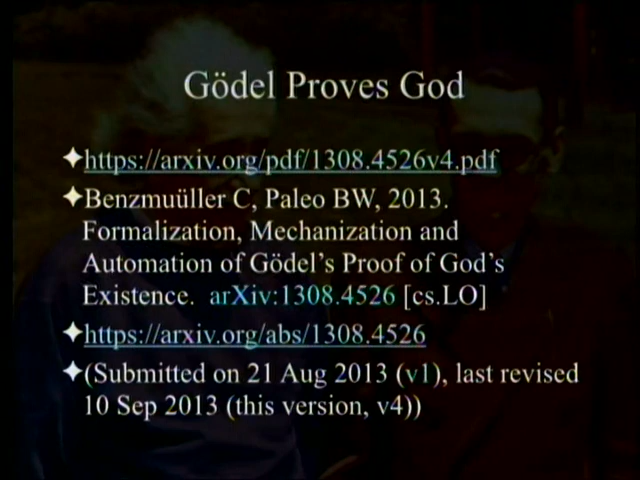 Gödel Proves God
✦https://arxiv.org/pdf/1308.4526v4.pdf
✦Benzmuüller C, Paleo BW, 2013.
Formalization, Mechanization and
Automation of Gödel's Proof of God's
Existence. arXiv:1308.4526 [cs.LO]
✦https://arxiv.org/abs/1308.4526
✦(Submitted on 21 Aug 2013 (v1), last revised
10 Sep 2013 (this version, v4))